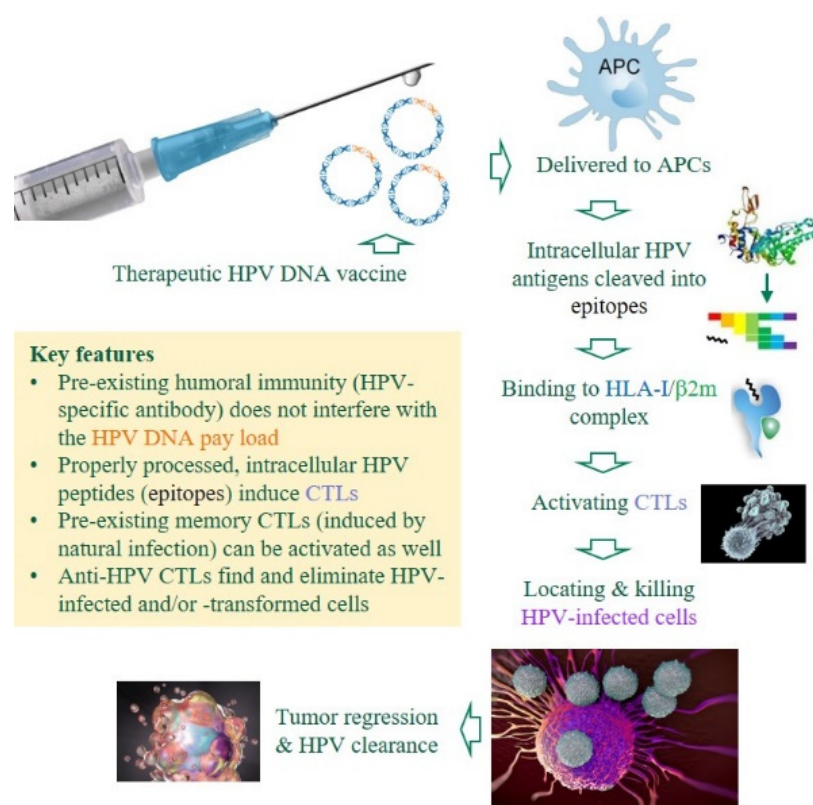 APC
Delivered to APCs
Therapeutic HPV DNA vaccine
Intracellular HPV
antigens cleaved into
epitopes
Binding to HLA-I/β2m
complex
Activating CTLs
Locating & killing
HPV-infected cells
Tumor regression
& HPV clearance
Key features
• Pre-existing humoral immunity (HPV-
specific antibody) does not interfere with
the HPV DNA pay load
• Properly processed, intracellular HPV
peptides (epitopes) induce CTLs
• Pre-existing memory CTLs (induced by
natural infection) can be activated as well
• Anti-HPV CTLs find and eliminate HPV-
infected and/or -transformed cells